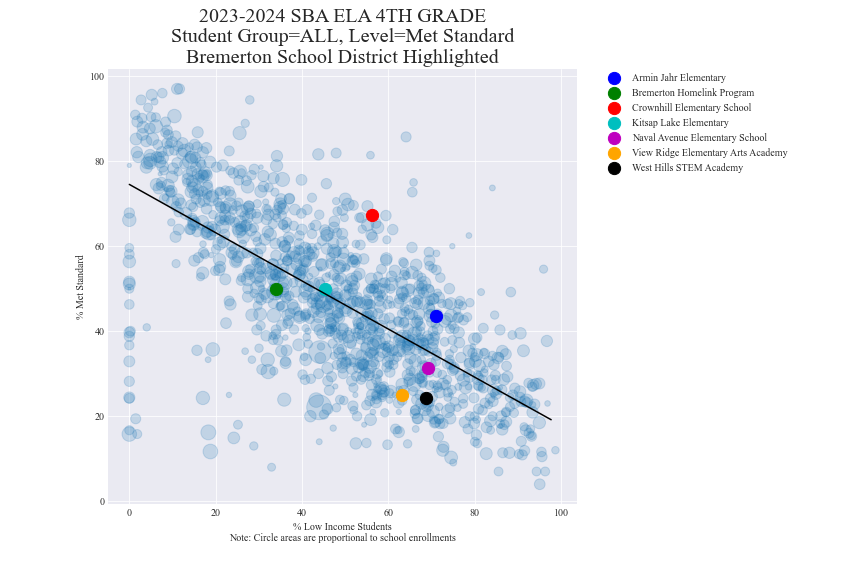 2023-2024 SBA ELA 4TH GRADE
Student Group=ALL, Level=Met Standard
Bremerton School District Highlighted
100
80
60
40
20
0
% Met Standard
0 20 40 60 80 100
% Low Income Students
Note: Circle areas are proportional to school enrollments
Armin Jahr Elementary
Bremerton Homelink Program
Crownhill Elementary School
Kitsap Lake Elementary
Naval Avenue Elementary School
View Ridge Elementary Arts Academy
West Hills STEM Academy